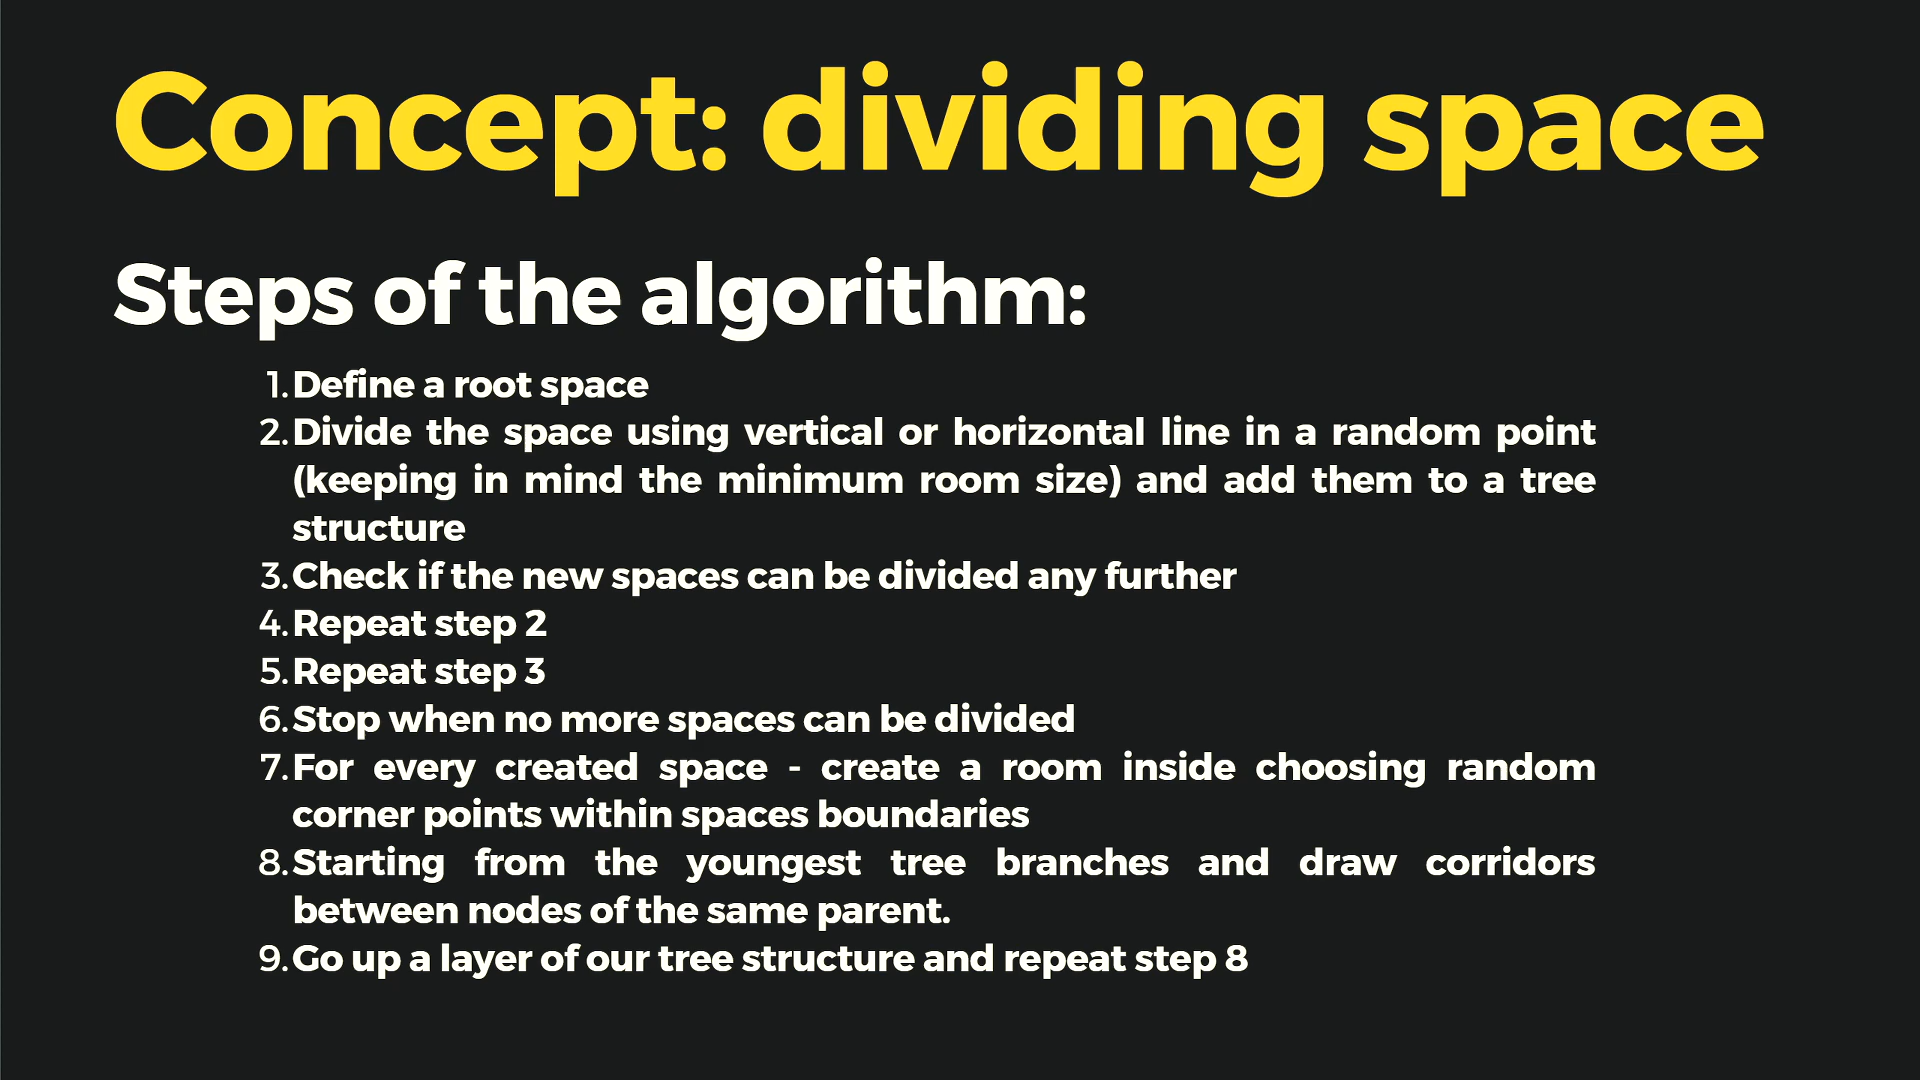 Concept: dividing space
Steps of the algorithm:
1. Define a root space
2. Divide the space using vertical or horizontal line in a random point
(keeping in mind the minimum room size) and add them to a tree
structure
3. Check if the new spaces can be divided any further
4. Repeat step 2
5. Repeat step 3
6. Stop when no more spaces can be divided
7. For every created space - create a room inside choosing random
corner points within spaces boundaries
8. Starting from the youngest tree branches and draw corridors
between nodes of the same parent.
9. Go up a layer of our tree structure and repeat step 8